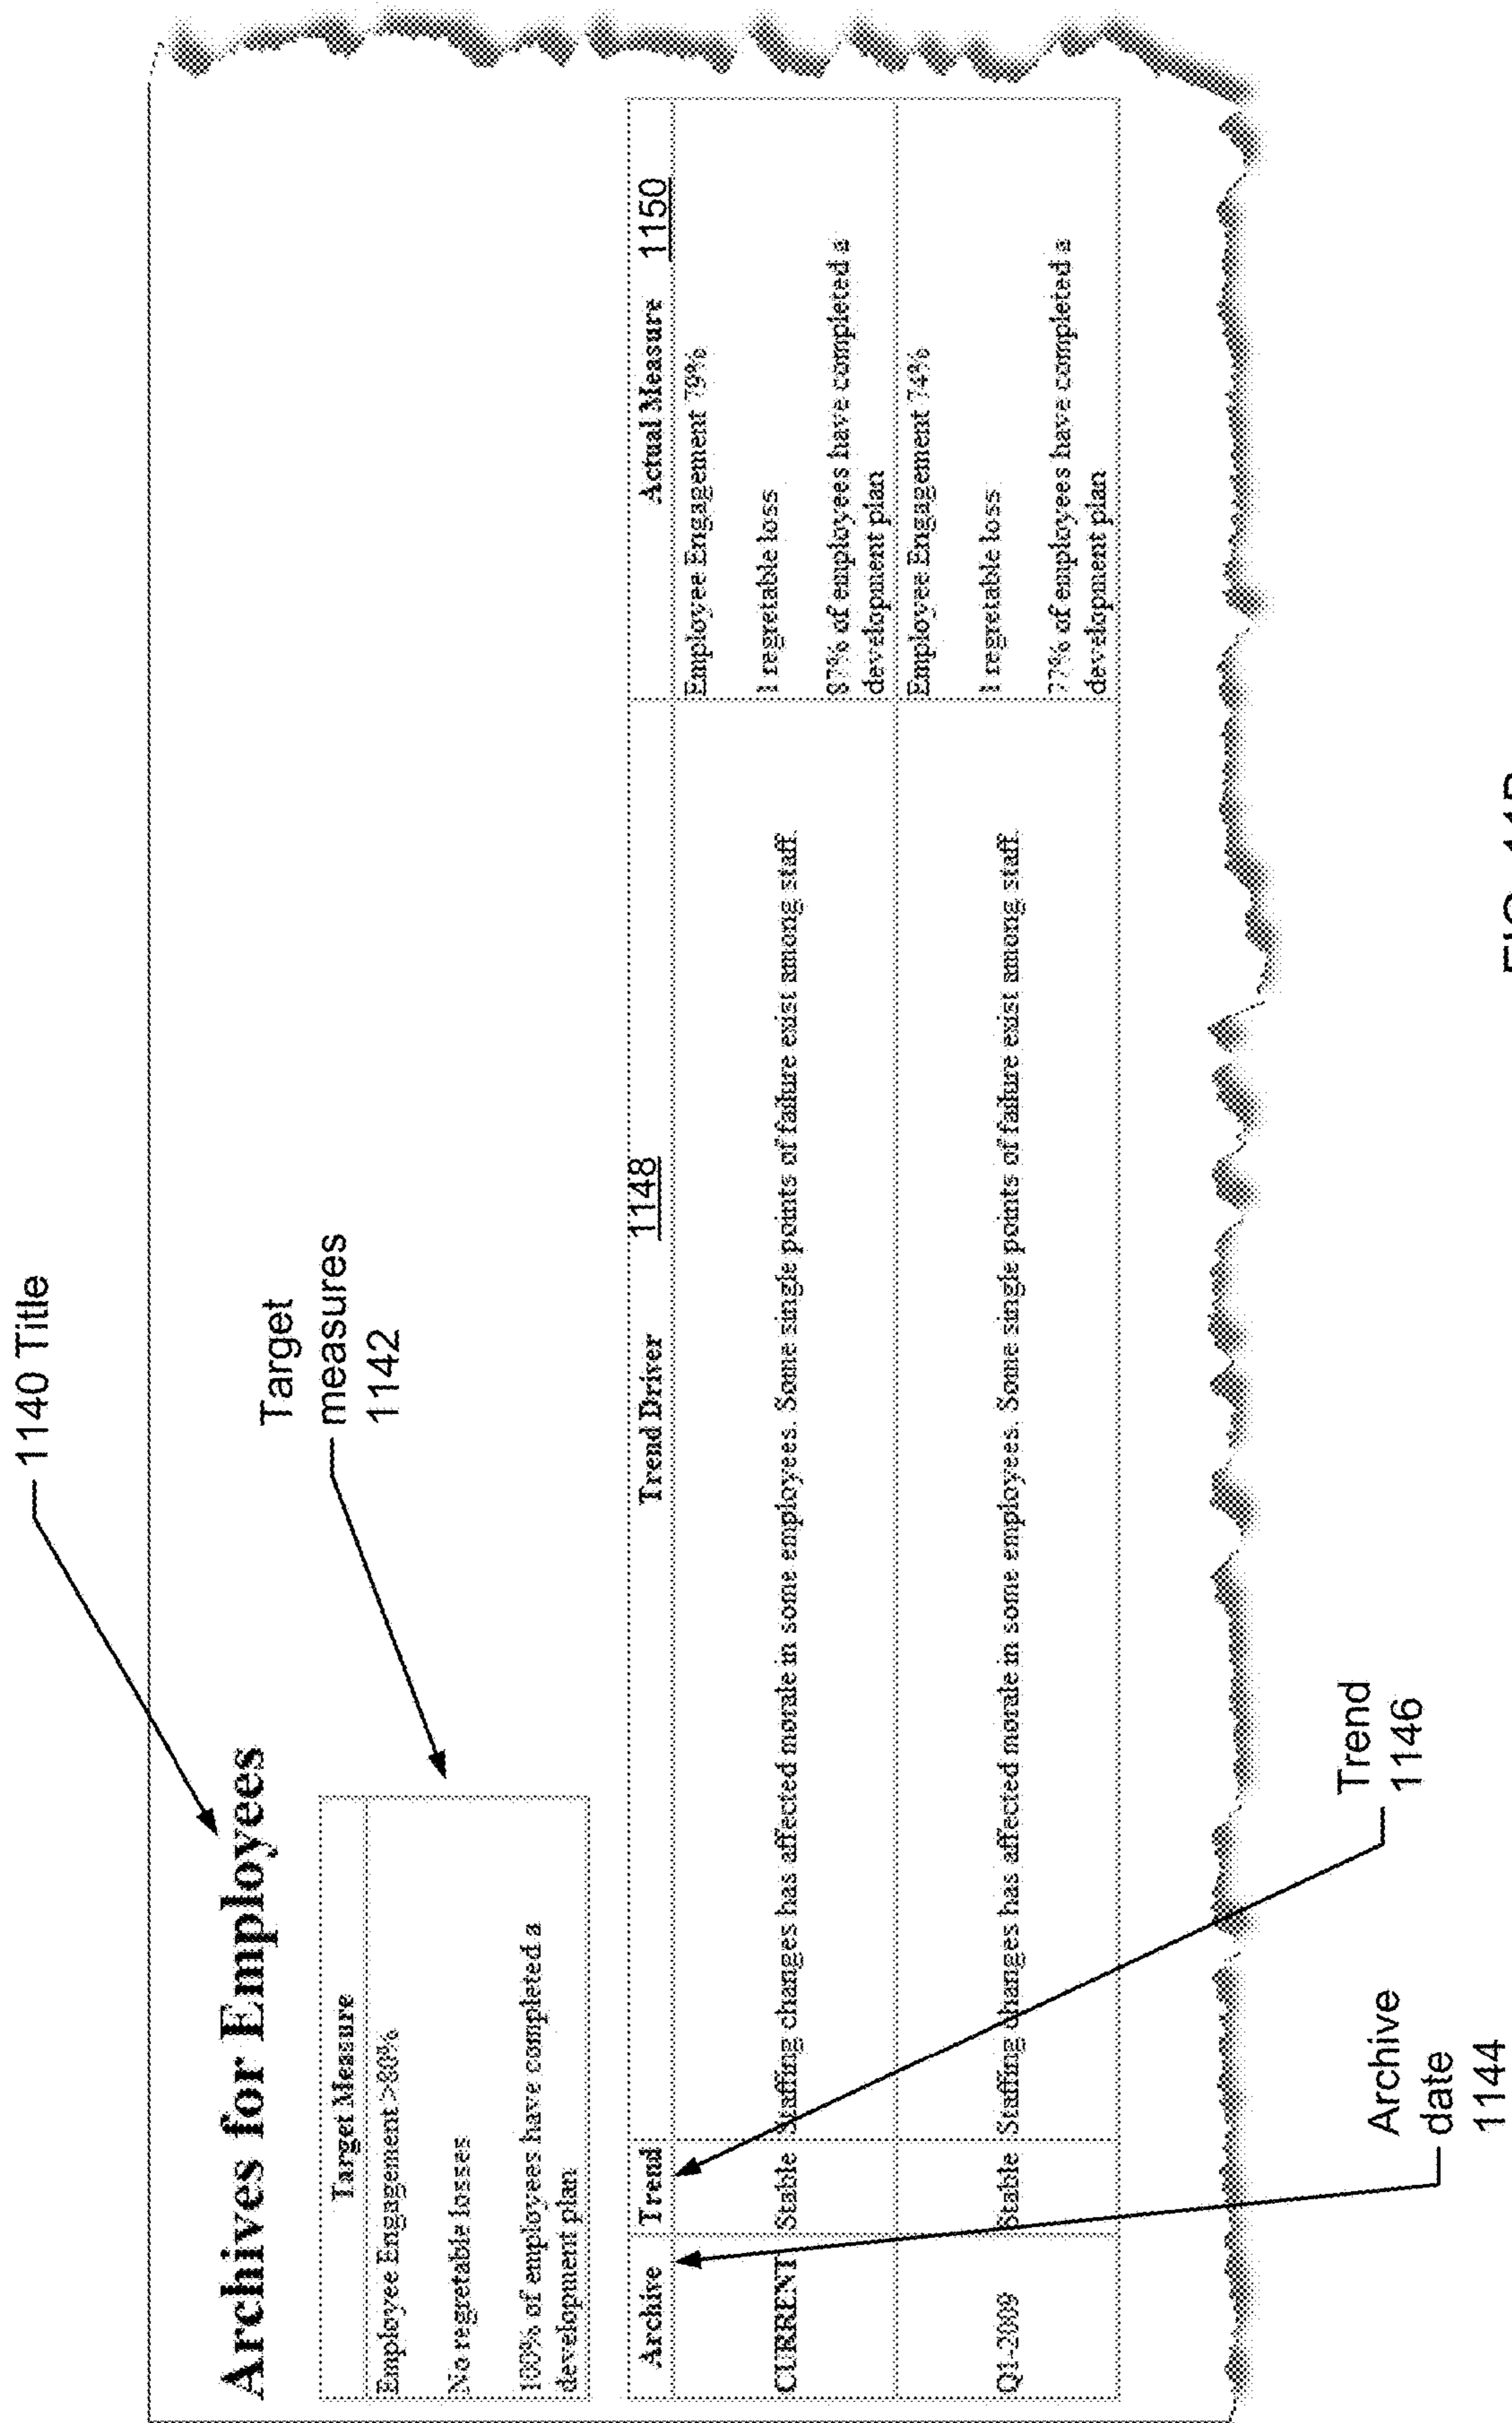 1140 Title
Archives for Employees
Target
measures
1142
Target Measure
Employee Engagement >80%
No regretable losses
100% of employees have completed a
development plan
Archive Trend Trend Driver 1148 Actual Measure 1150
CURRENT Stable Staffing changes has affected morale in some employees. Some single points of failure exist among staff.
Employee Engagement 79%
1 regretable loss
87% of employees have completed a
development plan
Q1-2009 Stable Staffing changes has affected morale in some employees. Some single points of failure exist among staff.
Employee Engagement 74%
1 regretable loss
77% of employees have completed a
development plan
Trend
1146
Archive
date
1144